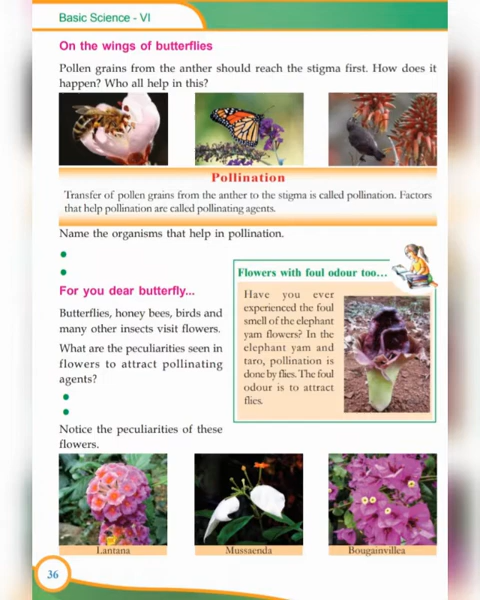 Basic Science - VI
On the wings of butterflies
Pollen grains from the anther should reach the stigma first. How does it
happen? Who all help in this?
Pollination
Transfer of pollen grains from the anther to the stigma is called pollination. Factors
that help pollination are called pollinating agents.
Name the organisms that help in pollination.
For you dear butterfly...
Butterflies, honey bees, birds and
many other insects visit flowers.
What are the peculiarities seen in
flowers to attract pollinating
agents?
Flowers with foul odour too...
Have you ever
experienced the foul
smell of the elephant
yam flowers? In the
elephant yam and
taro, pollination is
done by flies. The foul
odour is to attract
flies.
Notice the peculiarities of these
flowers.
Lantana
Mussaenda
Bougainvillea
36